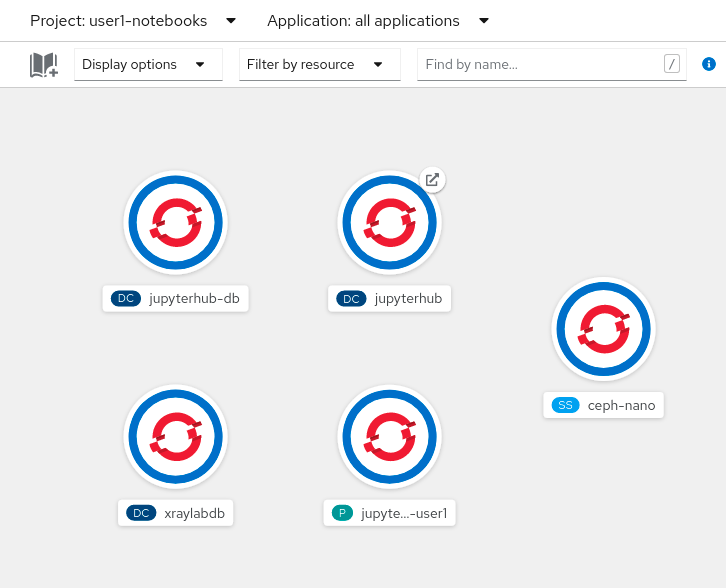 Project: user1-notebooks Application: all applications
Display options Filter by resource Find by name... /
DC jupyterhub-db
DC jupyterhub
SS ceph-nano
DC xraylabdb
P jupyte...-user1